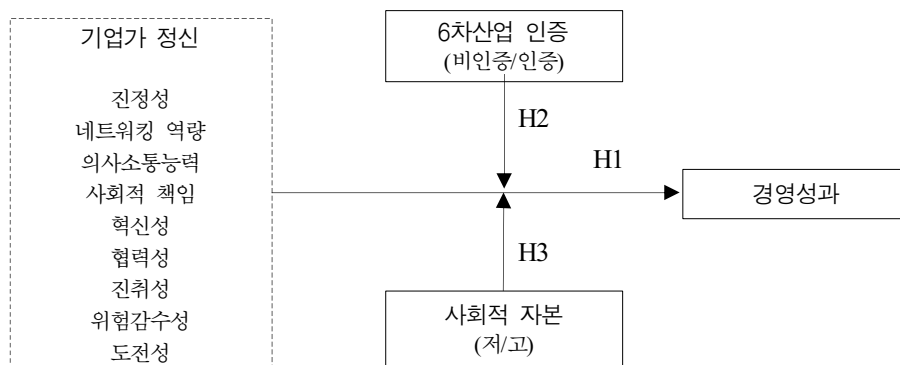 기업가 정신
진정성
네트워킹 역량
의사소통능력
사회적 책임
혁신성
협력성
진취성
위험감수성
도전성
6차산업 인증
(비인증/인증)
H2
H1
경영성과
H3
사회적 자본
(저/고)